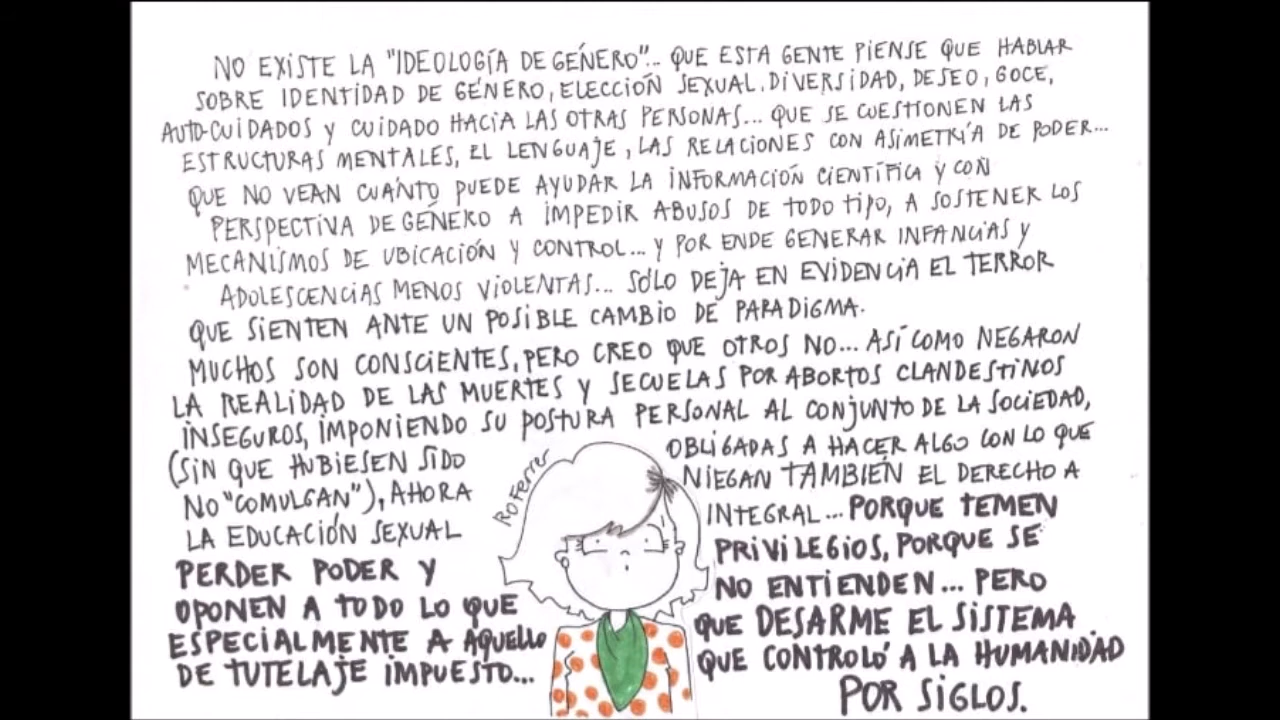 NO EXISTE LA "IDEOLOGÍA DE GÉNERO"... QUE ESTA GENTE PIENSE QUE HABLAR
SOBRE IDENTIDAD DE GÉNERO, ELECCIÓN SEXUAL. DIVERSIDAD, DESEO, GOCE,
AUTO-CUIDADOS Y CUIDADO HACIA LAS OTRAS PERSONAS... QUE SE CUESTIONEN LAS
ESTRUCTURAS MENTALES, EL LENGUAJE, LAS RELACIONES CON ASIMETRÍA DE PODER...
QUE NO VEAN CUÁNTO PUEDE AYUDAR LA INFORMACIÓN CIENTÍFICA Y CON
PERSPECTIVA DE GÉNERO A IMPEDIR ABUSOS DE TODO TIPO, A SOSTENER LOS
MECANISMOS DE UBICACIÓN Y CONTROL... Y POR ENDE GENERAR INFANCIAS Y
ADOLESCENCIAS MENOS VIOLENTAS... SÓLO DEJA EN EVIDENCIA EL TERROR
QUE SIENTEN ANTE UN POSIBLE CAMBIO DE PARADIGMA.
MUCHOS SON CONSCIENTES, PERO CREO QUE OTROS NO... ASÍ COMO NEGARON
LA REALIDAD DE LAS MUERTES Y SECUELAS POR ABORTOS CLANDESTINOS
INSEGUROS, IMPONIENDO SU POSTURA PERSONAL AL CONJUNTO DE LA SOCIEDAD,
(SIN QUE HUBIESEN SIDO OBLIGADAS A HACER ALGO CON LO QUE
NO "COMULGAN"), AHORA NIEGAN TAMBIÉN EL DERECHO A
LA EDUCACIÓN SEXUAL INTEGRAL... PORQUE TEMEN
PERDER PODER Y PRIVILEGIOS, PORQUE SE
OPONEN A TODO LO QUE NO ENTIENDEN... PERO
ESPECIALMENTE A AQUELLO QUE DESARME EL SISTEMA
DE TUTELAJE IMPUESTO... QUE CONTROLÓ A LA HUMANIDAD
POR SIGLOS.
Ro Ferrer